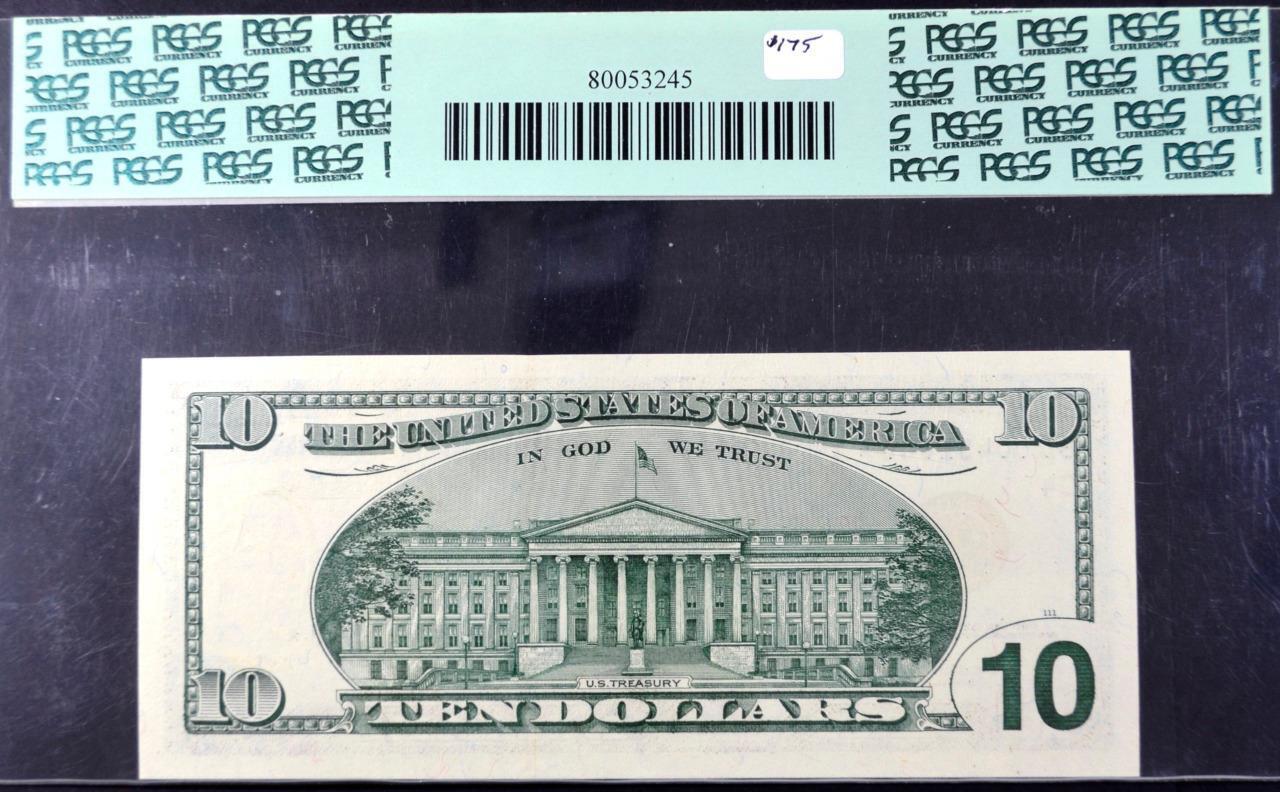 PCGS CURRENCY
$175
80053245
10 10
THE UNITED STATES OF AMERICA
IN GOD WE TRUST
111
10
U.S. TREASURY
10
TEN DOLLARS